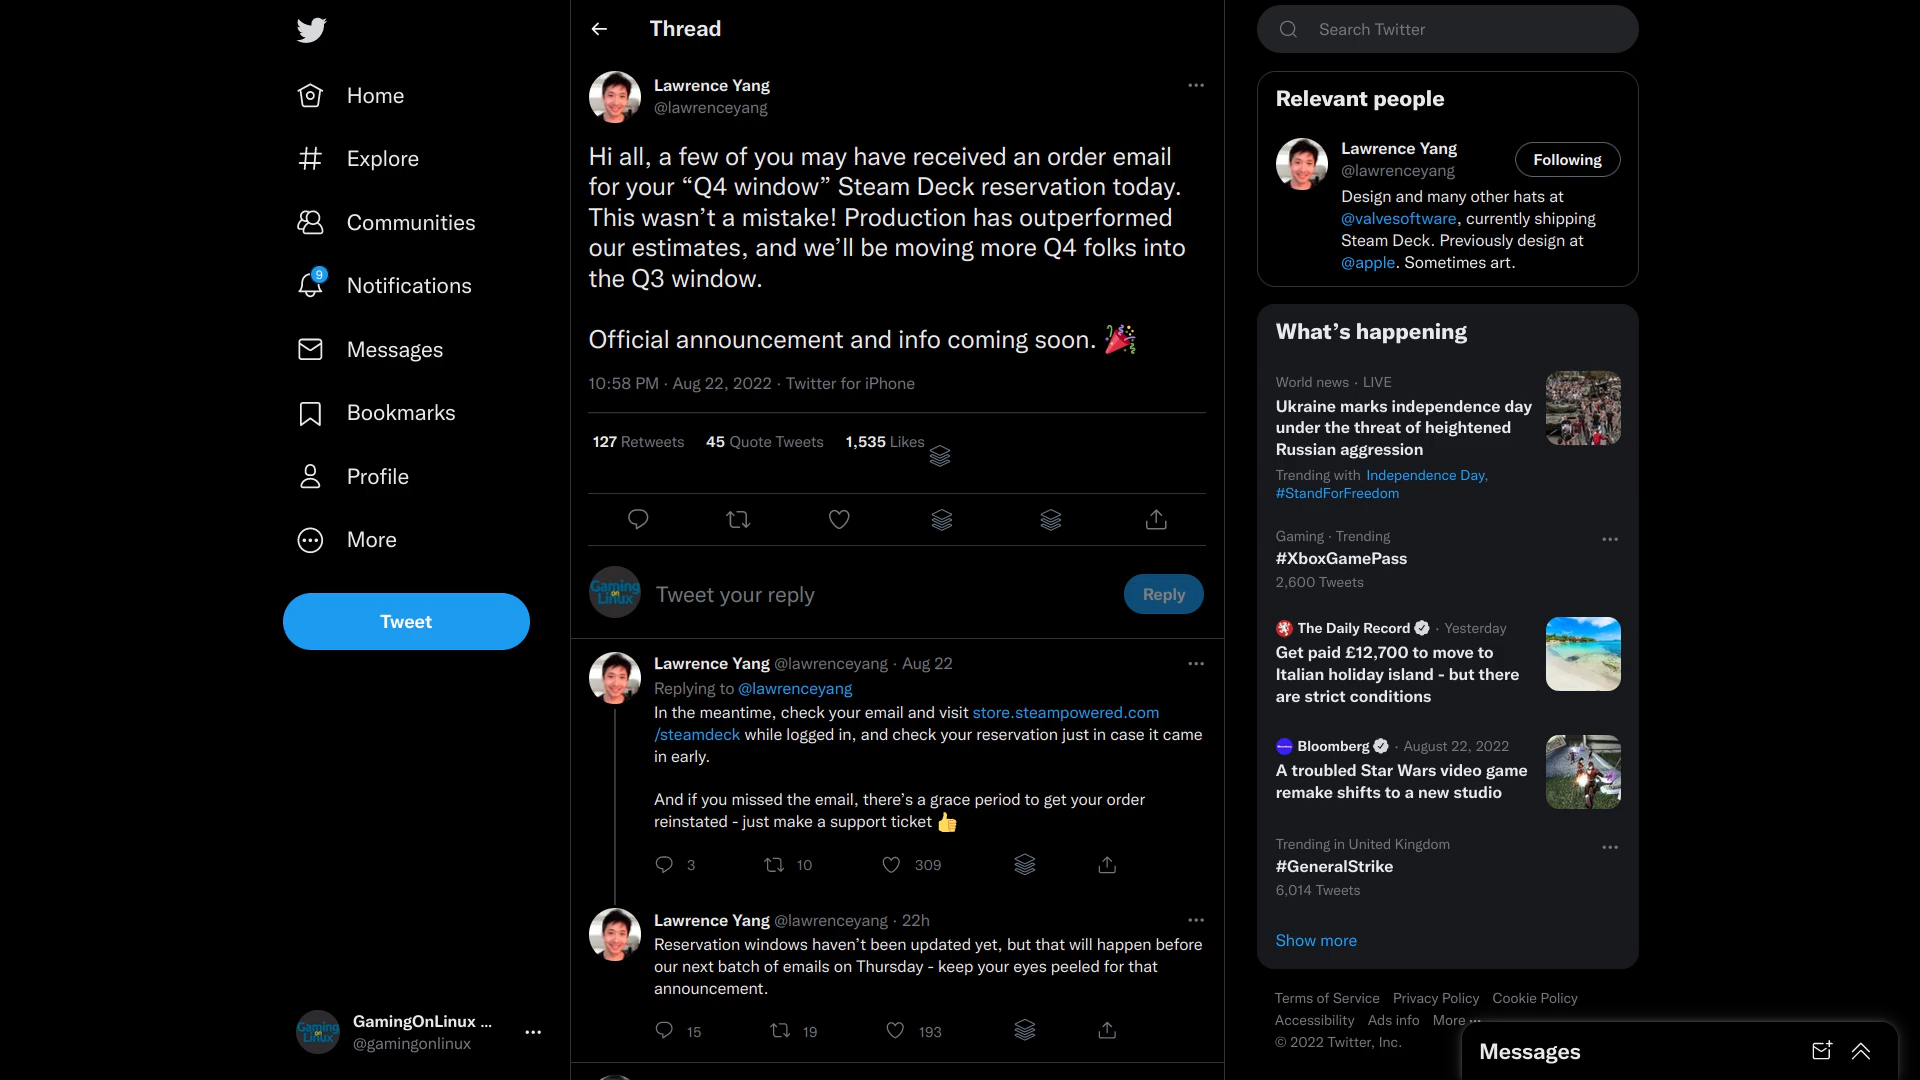 Home
Explore
Communities
9
Notifications
Messages
Bookmarks
Profile
More
Tweet
Gaming
on
Linux
GamingOnLinux ...
@gamingonlinux
Thread
Lawrence Yang
@lawrenceyang
Hi all, a few of you may have received an order email
for your “Q4 window” Steam Deck reservation today.
This wasn’t a mistake! Production has outperformed
our estimates, and we’ll be moving more Q4 folks into
the Q3 window.
Official announcement and info coming soon. 🎉
10:58 PM · Aug 22, 2022 · Twitter for iPhone
127 Retweets 45 Quote Tweets 1,535 Likes
Gaming
on
Linux
Tweet your reply
Reply
Lawrence Yang @lawrenceyang · Aug 22
Replying to @lawrenceyang
In the meantime, check your email and visit store.steampowered.com
/steamdeck while logged in, and check your reservation just in case it came
in early.
And if you missed the email, there’s a grace period to get your order
reinstated - just make a support ticket 👍
3 10 309
Lawrence Yang @lawrenceyang · 22h
Reservation windows haven’t been updated yet, but that will happen before
our next batch of emails on Thursday - keep your eyes peeled for that
announcement.
15 19 193
Search Twitter
Relevant people
Lawrence Yang
@lawrenceyang
Following
Design and many other hats at
@valvesoftware, currently shipping
Steam Deck. Previously design at
@apple. Sometimes art.
What’s happening
World news · LIVE
Ukraine marks independence day
under the threat of heightened
Russian aggression
Trending with Independence Day,
#StandForFreedom
Gaming · Trending
#XboxGamePass
2,600 Tweets
The Daily Record · Yesterday
Get paid £12,700 to move to
Italian holiday island - but there
are strict conditions
Bloomberg · August 22, 2022
A troubled Star Wars video game
remake shifts to a new studio
Trending in United Kingdom
#GeneralStrike
6,014 Tweets
Show more
Terms of Service Privacy Policy Cookie Policy
Accessibility Ads info More ...
© 2022 Twitter, Inc.
Messages